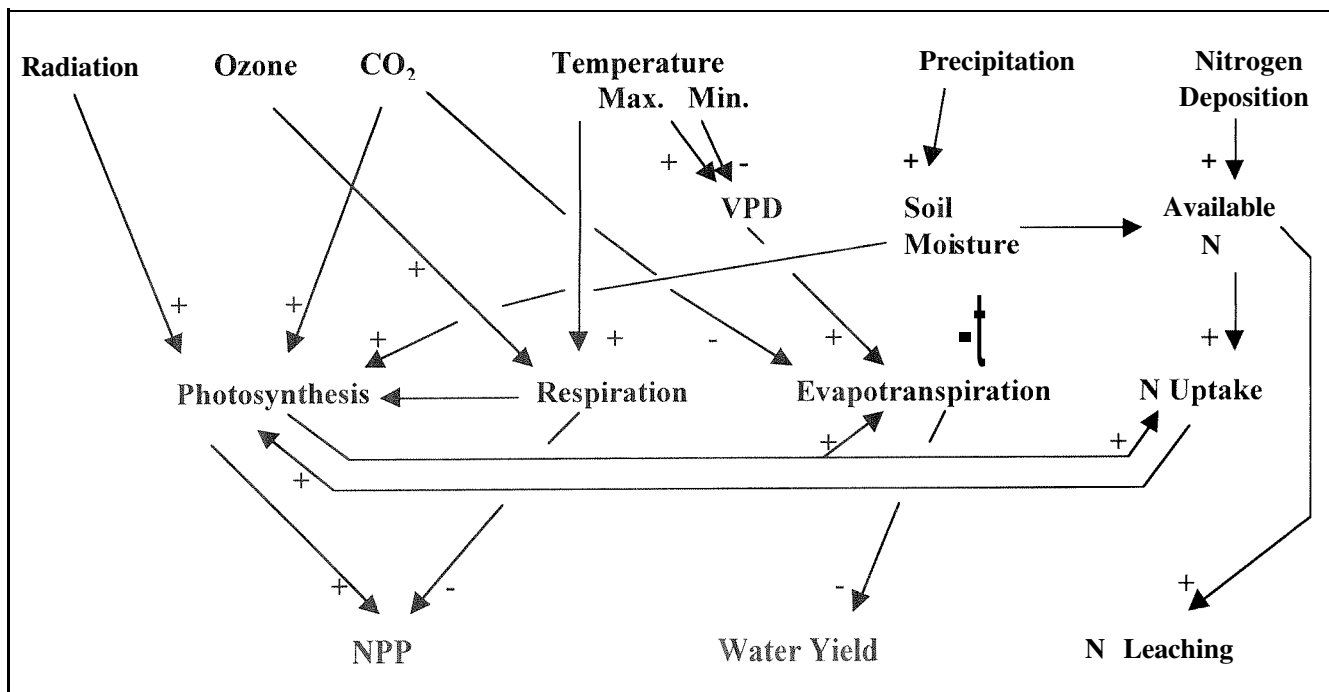 Radiation
Ozone
CO₂
Temperature
Max. Min.
Precipitation
Nitrogen
Deposition
+
-
+
+
VPD
Soil
Moisture
Available
N
+
+
+
+
+
-
+
+
Photosynthesis
Respiration
Evapotranspiration
N Uptake
+
+
+
+
-
-
+
NPP
Water Yield
N Leaching